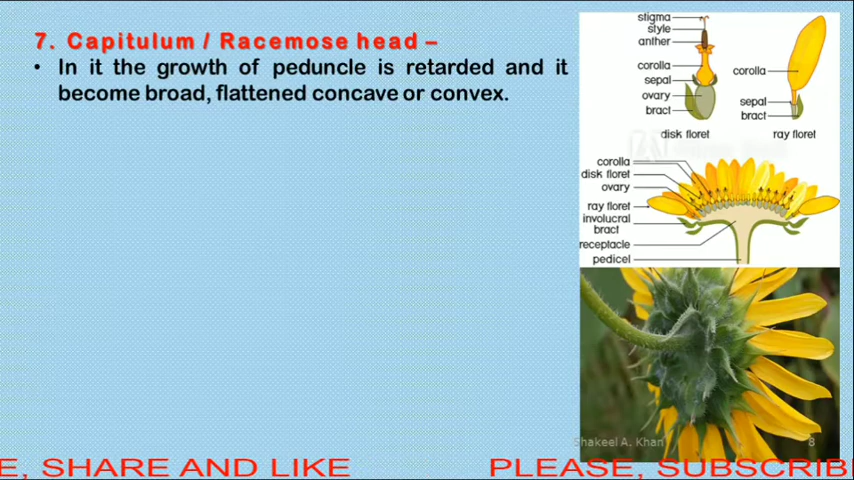 7. Capitulum / Racemose head –
• In it the growth of peduncle is retarded and it
become broad, flattened concave or convex.
stigma
style
anther
corolla
sepal
ovary
bract
disk floret
corolla
sepal
bract
ray floret
corolla
disk floret
ovary
ray floret
involucral
bract
receptacle
pedicel
Shakeel A. Khan
8
E, SHARE AND LIKE
PLEASE, SUBSCRIB